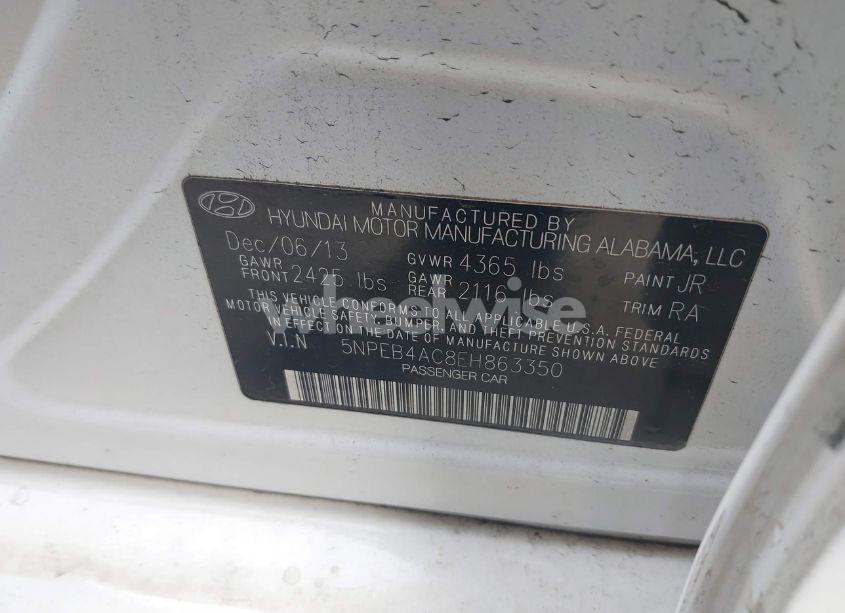 MANUFACTURED BY
HYUNDAI MOTOR MANUFACTURING ALABAMA, LLC
Dec/06/13 GVWR 4365 lbs PAINT JR
GAWR FRONT 2425 lbs GAWR REAR 2116 lbs TRIM RA
THIS VEHICLE CONFORMS TO ALL APPLICABLE U.S.A. FEDERAL
MOTOR VEHICLE SAFETY, BUMPER, AND THEFT PREVENTION STANDARDS
IN EFFECT ON THE DATE OF MANUFACTURE SHOWN ABOVE
V.I.N 5NPEB4AC8EH863350
PASSENGER CAR
wheelwise